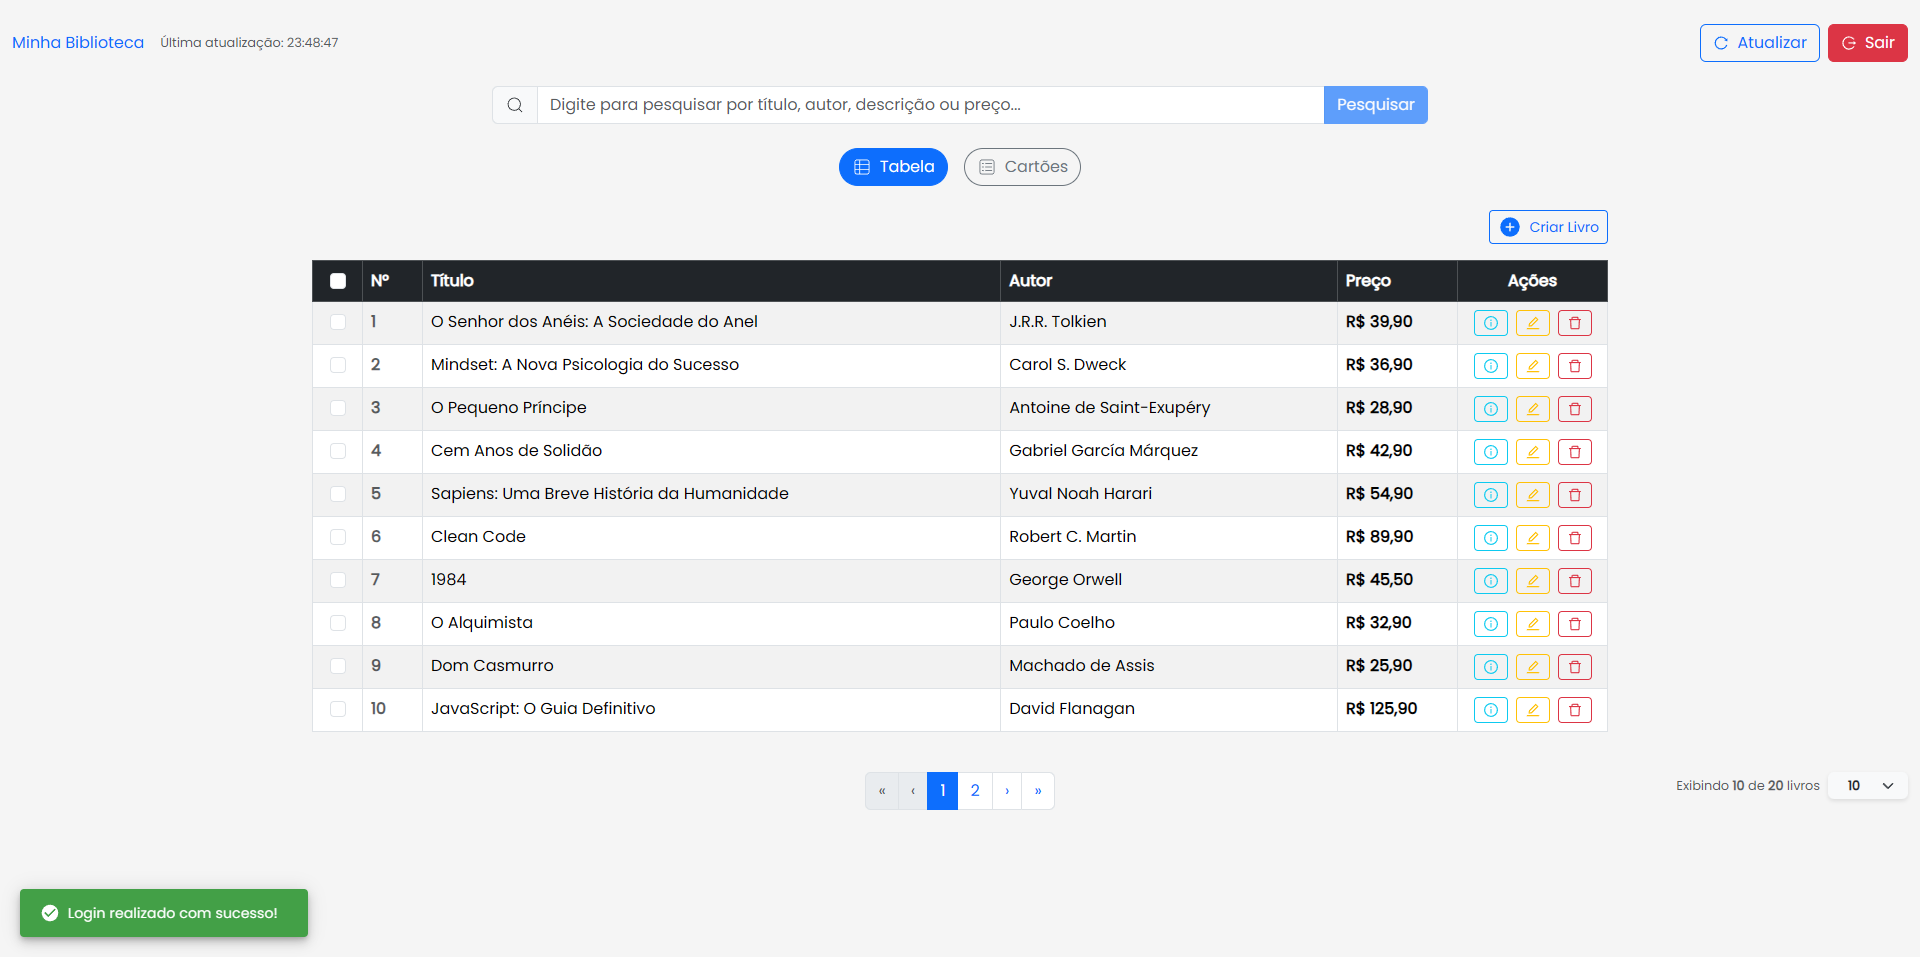 Minha Biblioteca Última atualização: 23:48:47 Atualizar Sair
Digite para pesquisar por título, autor, descrição ou preço... Pesquisar
Tabela Cartões
Criar Livro
Nº Título Autor Preço Ações
1 O Senhor dos Anéis: A Sociedade do Anel J.R.R. Tolkien R$ 39,90
2 Mindset: A Nova Psicologia do Sucesso Carol S. Dweck R$ 36,90
3 O Pequeno Príncipe Antoine de Saint-Exupéry R$ 28,90
4 Cem Anos de Solidão Gabriel García Márquez R$ 42,90
5 Sapiens: Uma Breve História da Humanidade Yuval Noah Harari R$ 54,90
6 Clean Code Robert C. Martin R$ 89,90
7 1984 George Orwell R$ 45,50
8 O Alquimista Paulo Coelho R$ 32,90
9 Dom Casmurro Machado de Assis R$ 25,90
10 JavaScript: O Guia Definitivo David Flanagan R$ 125,90
« ‹ 1 2 › » Exibindo 10 de 20 livros 10
Login realizado com sucesso!